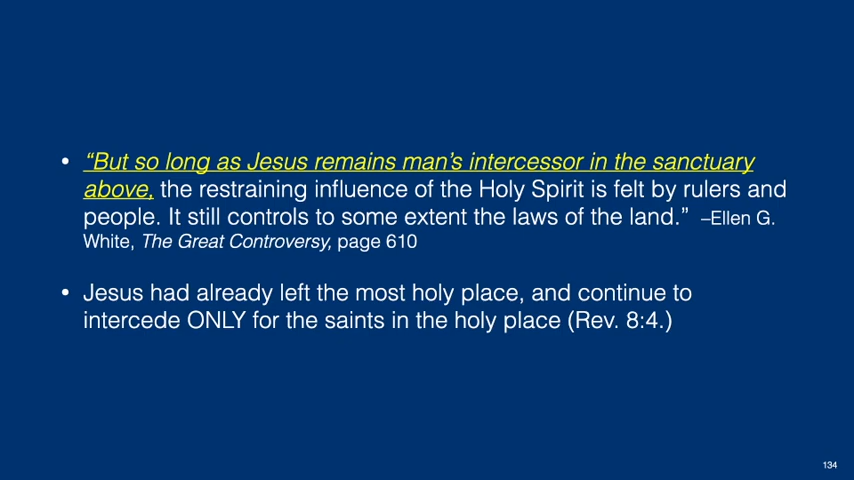 • “But so long as Jesus remains man’s intercessor in the sanctuary
above, the restraining influence of the Holy Spirit is felt by rulers and
people. It still controls to some extent the laws of the land.” –Ellen G.
White, The Great Controversy, page 610
• Jesus had already left the most holy place, and continue to
intercede ONLY for the saints in the holy place (Rev. 8:4.)
134